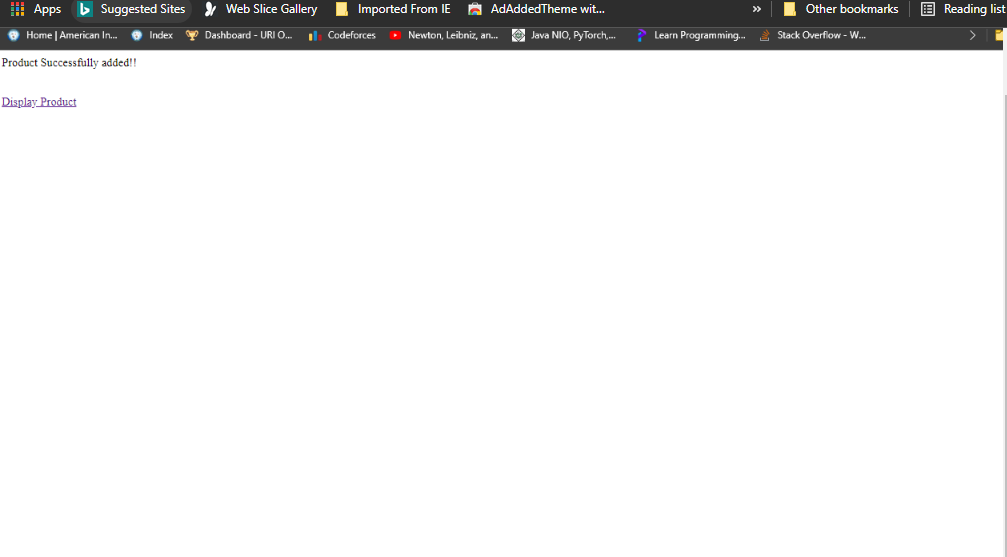 Apps Suggested Sites Web Slice Gallery Imported From IE AdAddedTheme wit... » Other bookmarks Reading list
Home | American In... Index Dashboard - URI O... Codeforces Newton, Leibniz, an... Java NIO, PyTorch,... Learn Programming... Stack Overflow - W...
Product Successfully added!!
Display Product